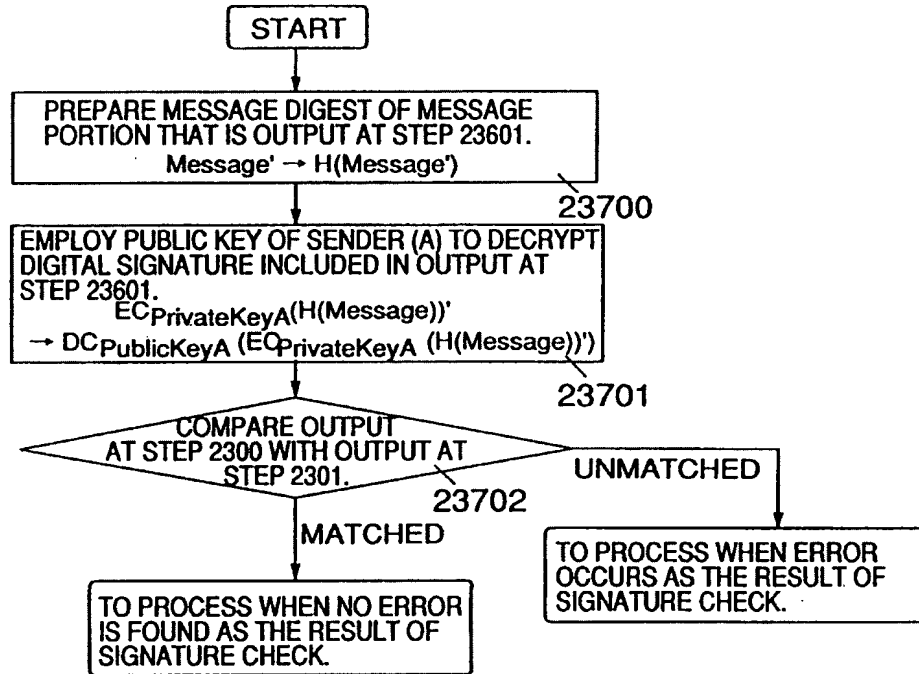 START
PREPARE MESSAGE DIGEST OF MESSAGE
PORTION THAT IS OUTPUT AT STEP 23601.
Message' → H(Message')
23700
EMPLOY PUBLIC KEY OF SENDER (A) TO DECRYPT
DIGITAL SIGNATURE INCLUDED IN OUTPUT AT
STEP 23601.
ECPrivateKeyA(H(Message))'
→ DCPublicKeyA (ECPrivateKeyA (H(Message))')
23701
COMPARE OUTPUT
AT STEP 2300 WITH OUTPUT AT
STEP 2301.
23702
UNMATCHED
MATCHED
TO PROCESS WHEN ERROR
OCCURS AS THE RESULT OF
SIGNATURE CHECK.
TO PROCESS WHEN NO ERROR
IS FOUND AS THE RESULT OF
SIGNATURE CHECK.